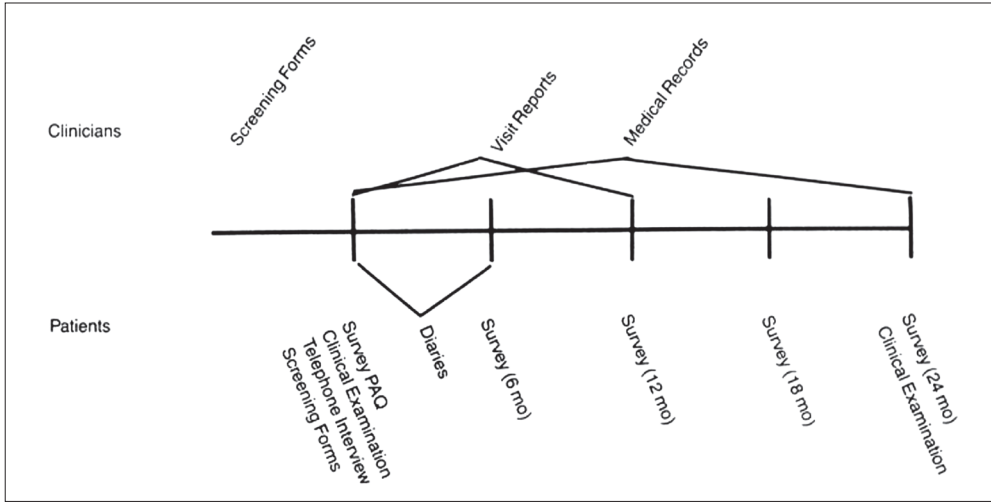 Screening Forms
Visit Reports
Medical Records
Clinicians
Patients
Survey PAQ
Clinical Examination
Telephone Interview
Screening Forms
Diaries
Survey (6 mo)
Survey (12 mo)
Survey (18 mo)
Survey (24 mo)
Clinical Examination